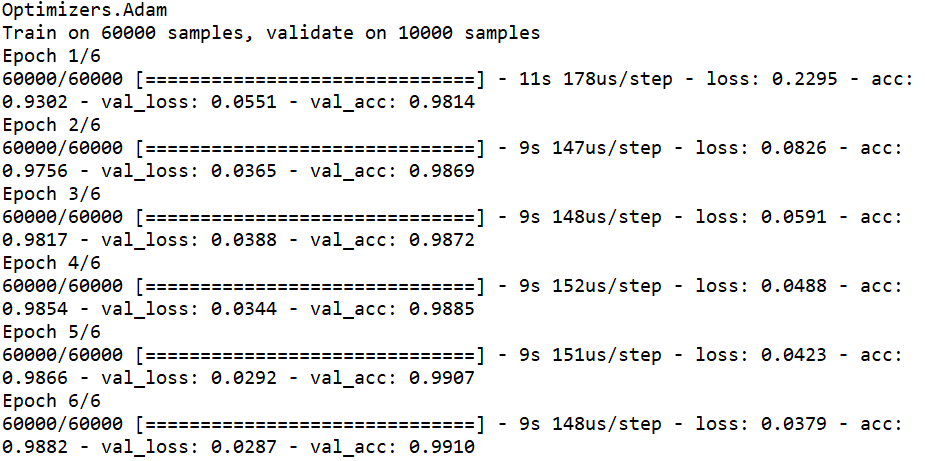 Optimizers.Adam
Train on 60000 samples, validate on 10000 samples
Epoch 1/6
60000/60000 [==============================] - 11s 178us/step - loss: 0.2295 - acc:
0.9302 - val_loss: 0.0551 - val_acc: 0.9814
Epoch 2/6
60000/60000 [==============================] - 9s 147us/step - loss: 0.0826 - acc:
0.9756 - val_loss: 0.0365 - val_acc: 0.9869
Epoch 3/6
60000/60000 [==============================] - 9s 148us/step - loss: 0.0591 - acc:
0.9817 - val_loss: 0.0388 - val_acc: 0.9872
Epoch 4/6
60000/60000 [==============================] - 9s 152us/step - loss: 0.0488 - acc:
0.9854 - val_loss: 0.0344 - val_acc: 0.9885
Epoch 5/6
60000/60000 [==============================] - 9s 151us/step - loss: 0.0423 - acc:
0.9866 - val_loss: 0.0292 - val_acc: 0.9907
Epoch 6/6
60000/60000 [==============================] - 9s 148us/step - loss: 0.0379 - acc:
0.9882 - val_loss: 0.0287 - val_acc: 0.9910